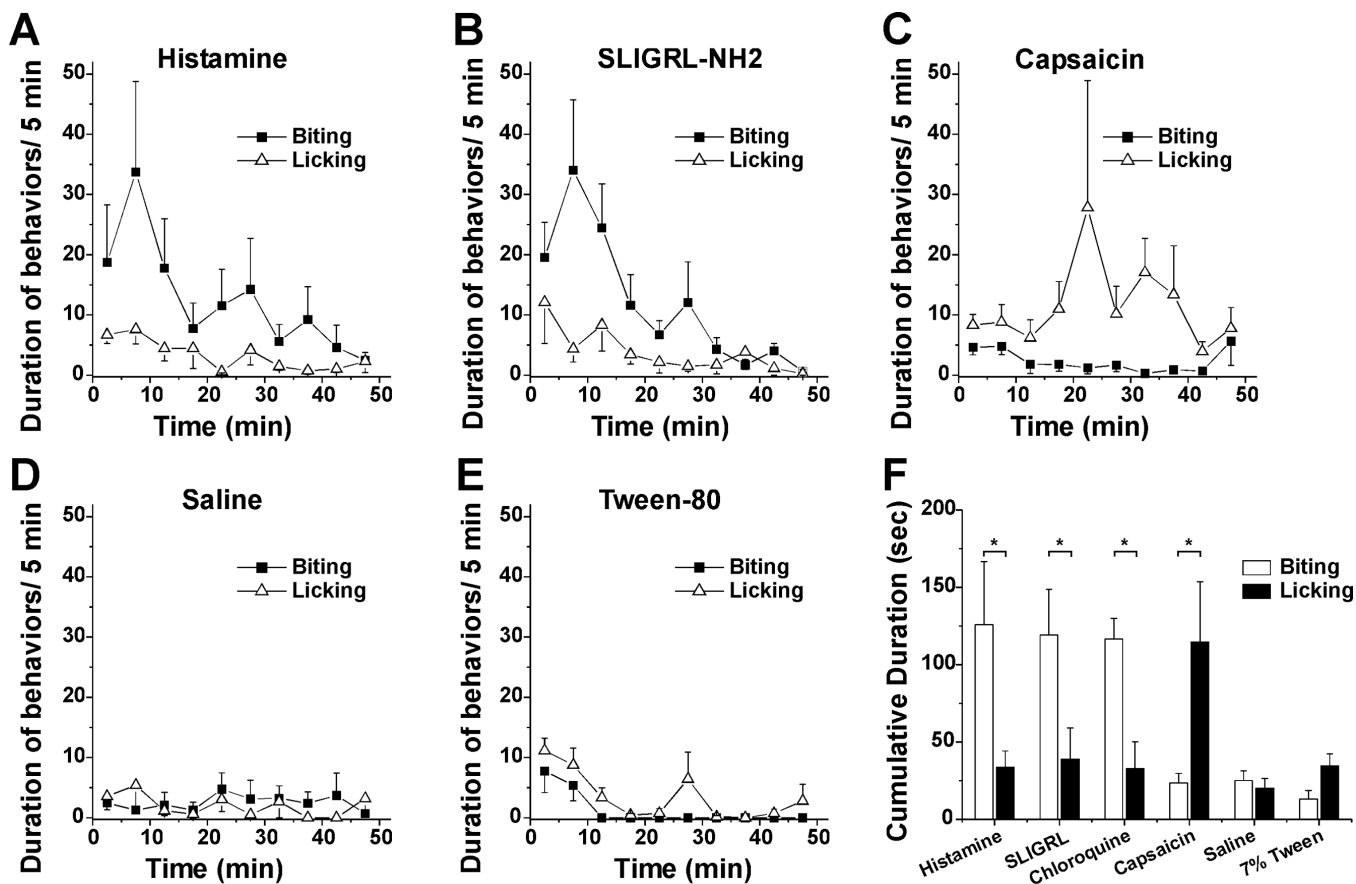 A
Histamine
Duration of behaviors/ 5 min
50
40
30
20
10
0
Biting
Licking
0 10 20 30 40 50
Time (min)
B
SLIGRL-NH2
Duration of behaviors/ 5 min
50
40
30
20
10
0
Biting
Licking
0 10 20 30 40 50
Time (min)
C
Capsaicin
Duration of behaviors/ 5 min
50
40
30
20
10
0
Biting
Licking
0 10 20 30 40 50
Time (min)
D
Saline
Duration of behaviors/ 5 min
50
40
30
20
10
0
Biting
Licking
0 10 20 30 40 50
Time (min)
E
Tween-80
Duration of behaviors/ 5 min
50
40
30
20
10
0
Biting
Licking
0 10 20 30 40 50
Time (min)
F
Cumulative Duration (sec)
200
150
100
50
0
* * * *
Biting
Licking
Histamine
SLIGRL
Chloroquine
Capsaicin
Saline
7% Tween